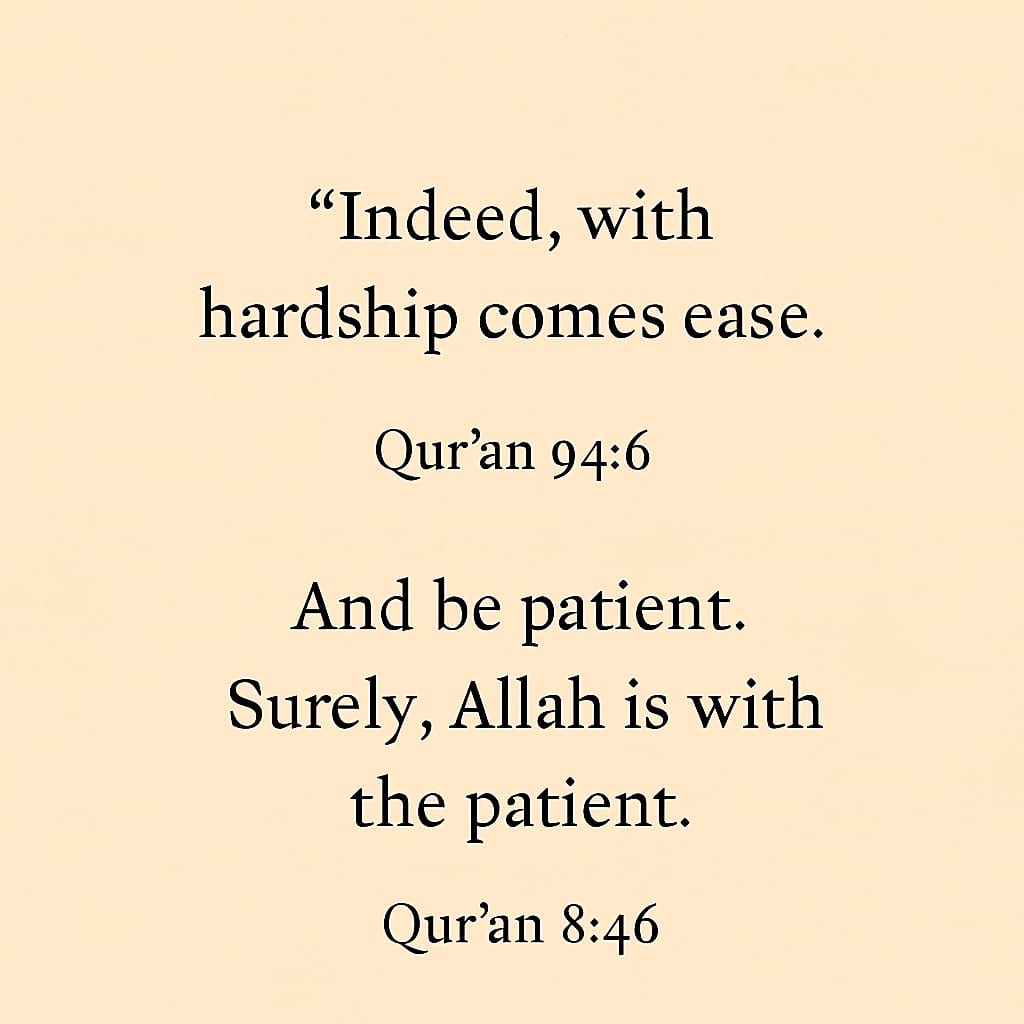 “Indeed, with
hardship comes ease.
Qur’an 94:6
And be patient.
Surely, Allah is with
the patient.
Qur’an 8:46